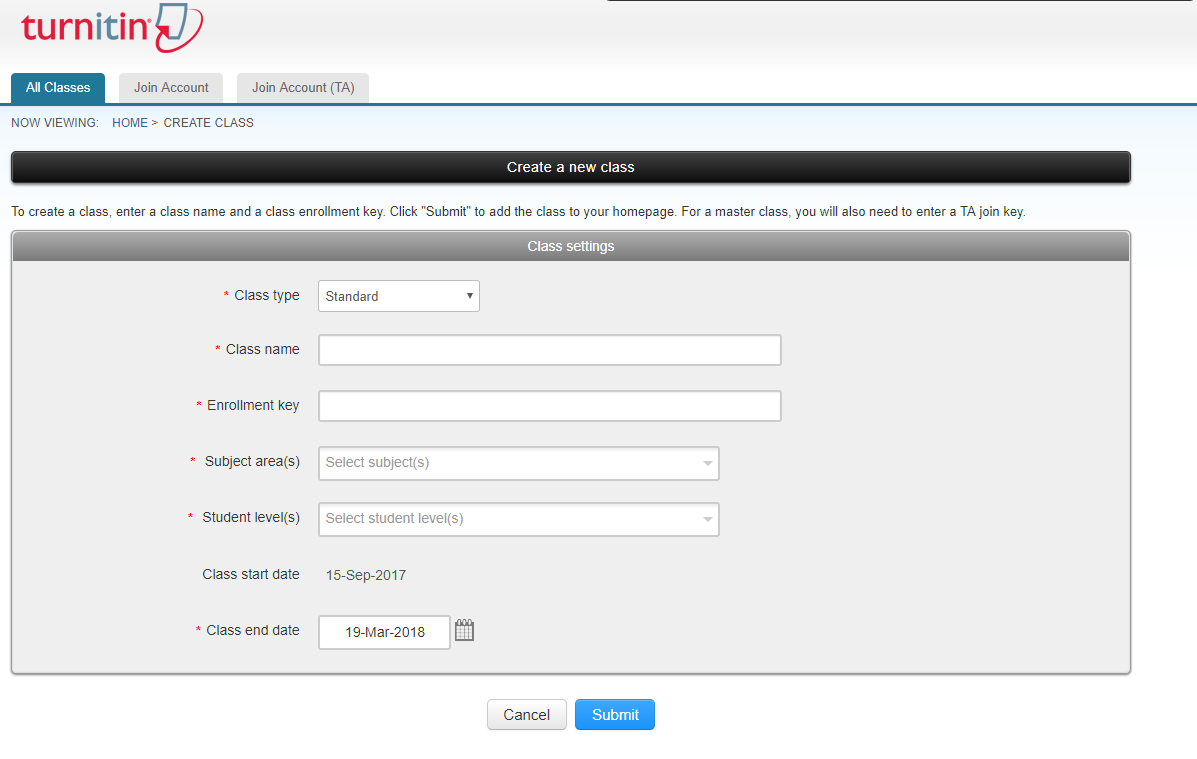 turnitin
All Classes Join Account Join Account (TA)
NOW VIEWING: HOME > CREATE CLASS
Create a new class
To create a class, enter a class name and a class enrollment key. Click "Submit" to add the class to your homepage. For a master class, you will also need to enter a TA join key.
Class settings
* Class type Standard
* Class name
* Enrollment key
* Subject area(s) Select subject(s)
* Student level(s) Select student level(s)
Class start date 15-Sep-2017
* Class end date 19-Mar-2018
Cancel Submit